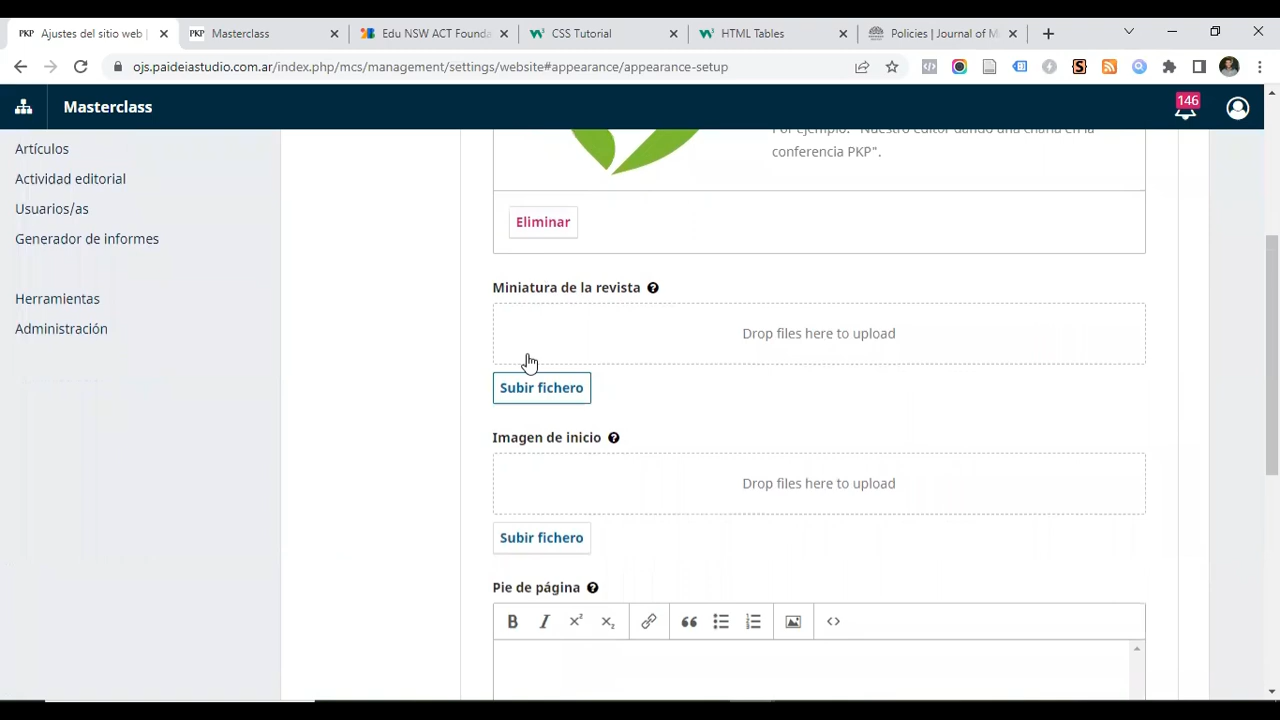 PKP Ajustes del sitio web |
PKP Masterclass
Edu NSW ACT Founda
CSS Tutorial
HTML Tables
Policies | Journal of M
ojs.paideiastudio.com.ar/index.php/mcs/management/settings/website#appearance/appearance-setup
Masterclass
146
Artículos
Actividad editorial
Usuarios/as
Generador de informes
Herramientas
Administración
Por ejemplo: "Nuestro editor dando una charla en la
conferencia PKP".
Eliminar
Miniatura de la revista
Drop files here to upload
Subir fichero
Imagen de inicio
Drop files here to upload
Subir fichero
Pie de página